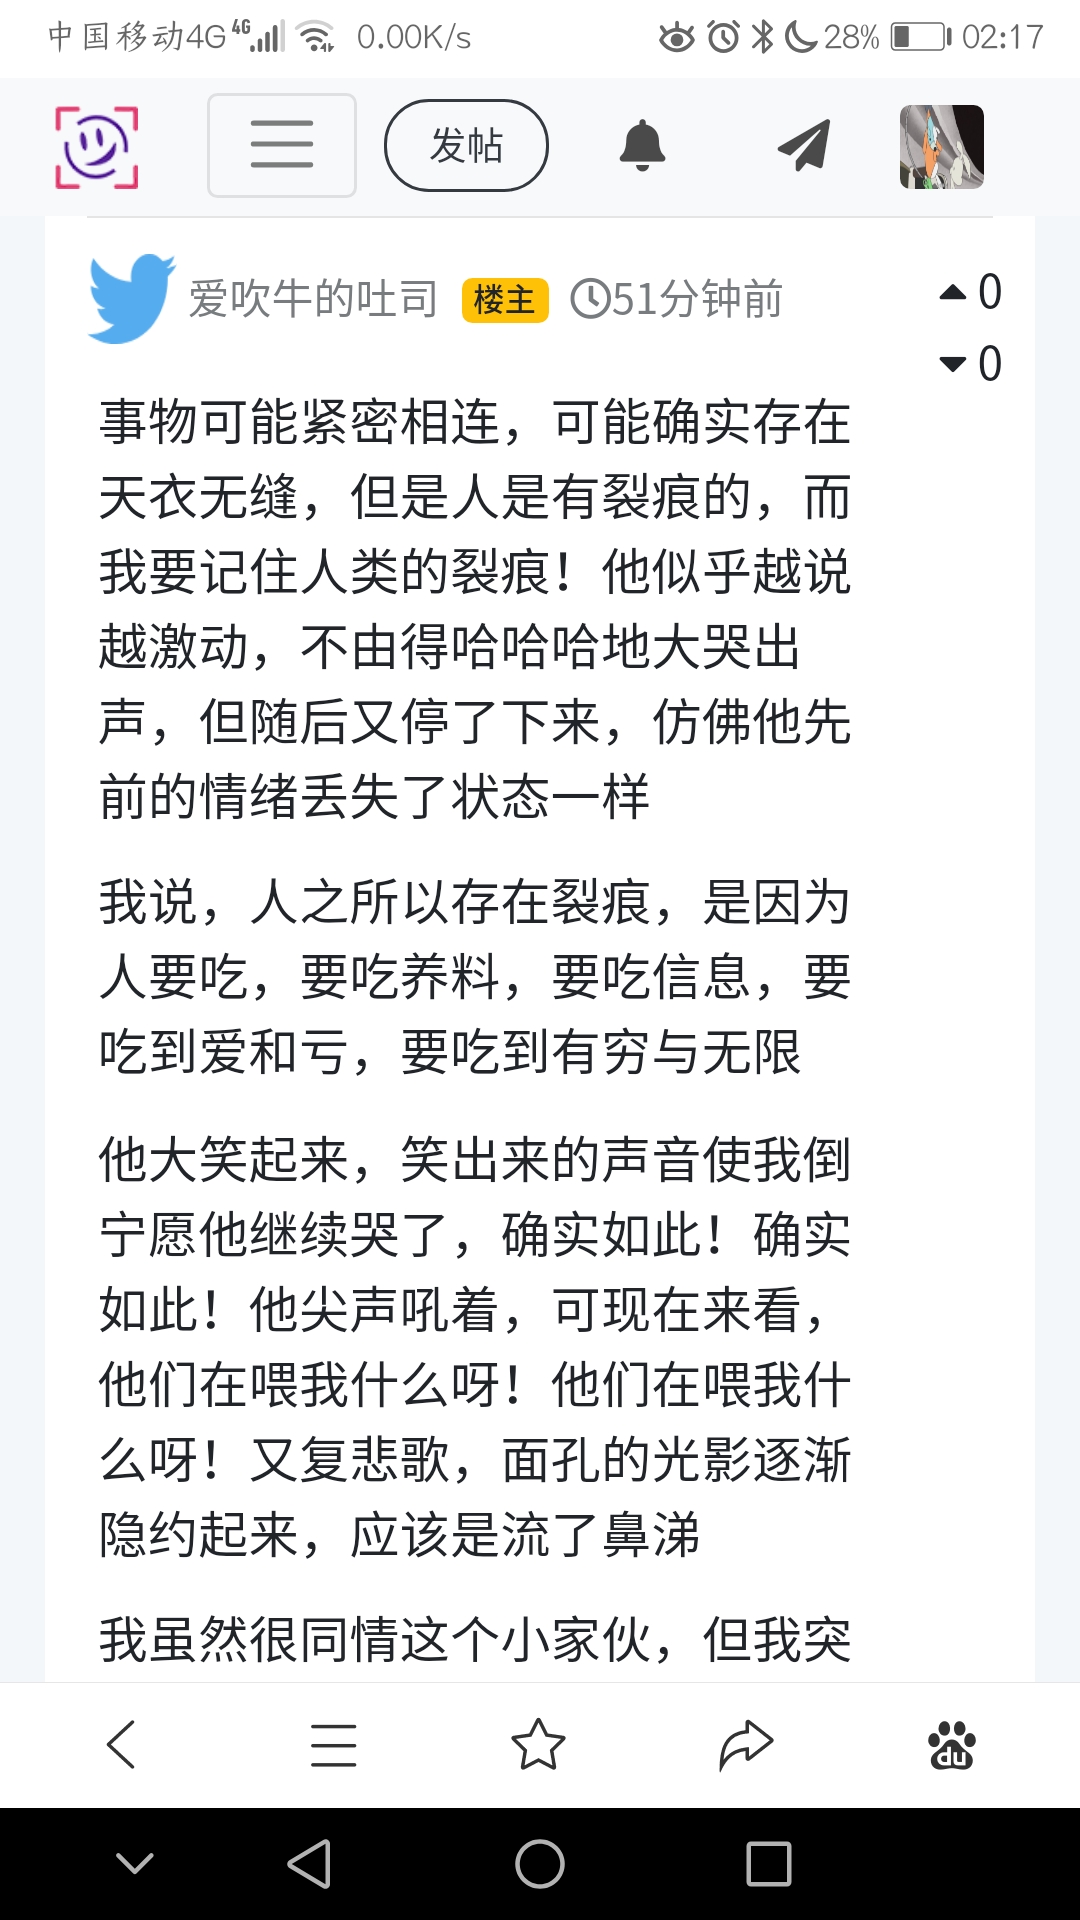 中国移动4G 4G 0.00K/s 28% 02:17
发帖
爱吹牛的吐司 楼主 51分钟前
0
0
事物可能紧密相连，可能确实存在
天衣无缝，但是人是有裂痕的，而
我要记住人类的裂痕！他似乎越说
越激动，不由得哈哈哈地大哭出
声，但随后又停了下来，仿佛他先
前的情绪丢失了状态一样
我说，人之所以存在裂痕，是因为
人要吃，要吃养料，要吃信息，要
吃到爱和亏，要吃到有穷与无限
他大笑起来，笑出来的声音使我倒
宁愿他继续哭了，确实如此！确实
如此！他尖声吼着，可现在来看，
他们在喂我什么呀！他们在喂我什
么呀！又复悲歌，面孔的光影逐渐
隐约起来，应该是流了鼻涕
我虽然很同情这个小家伙，但我突
du